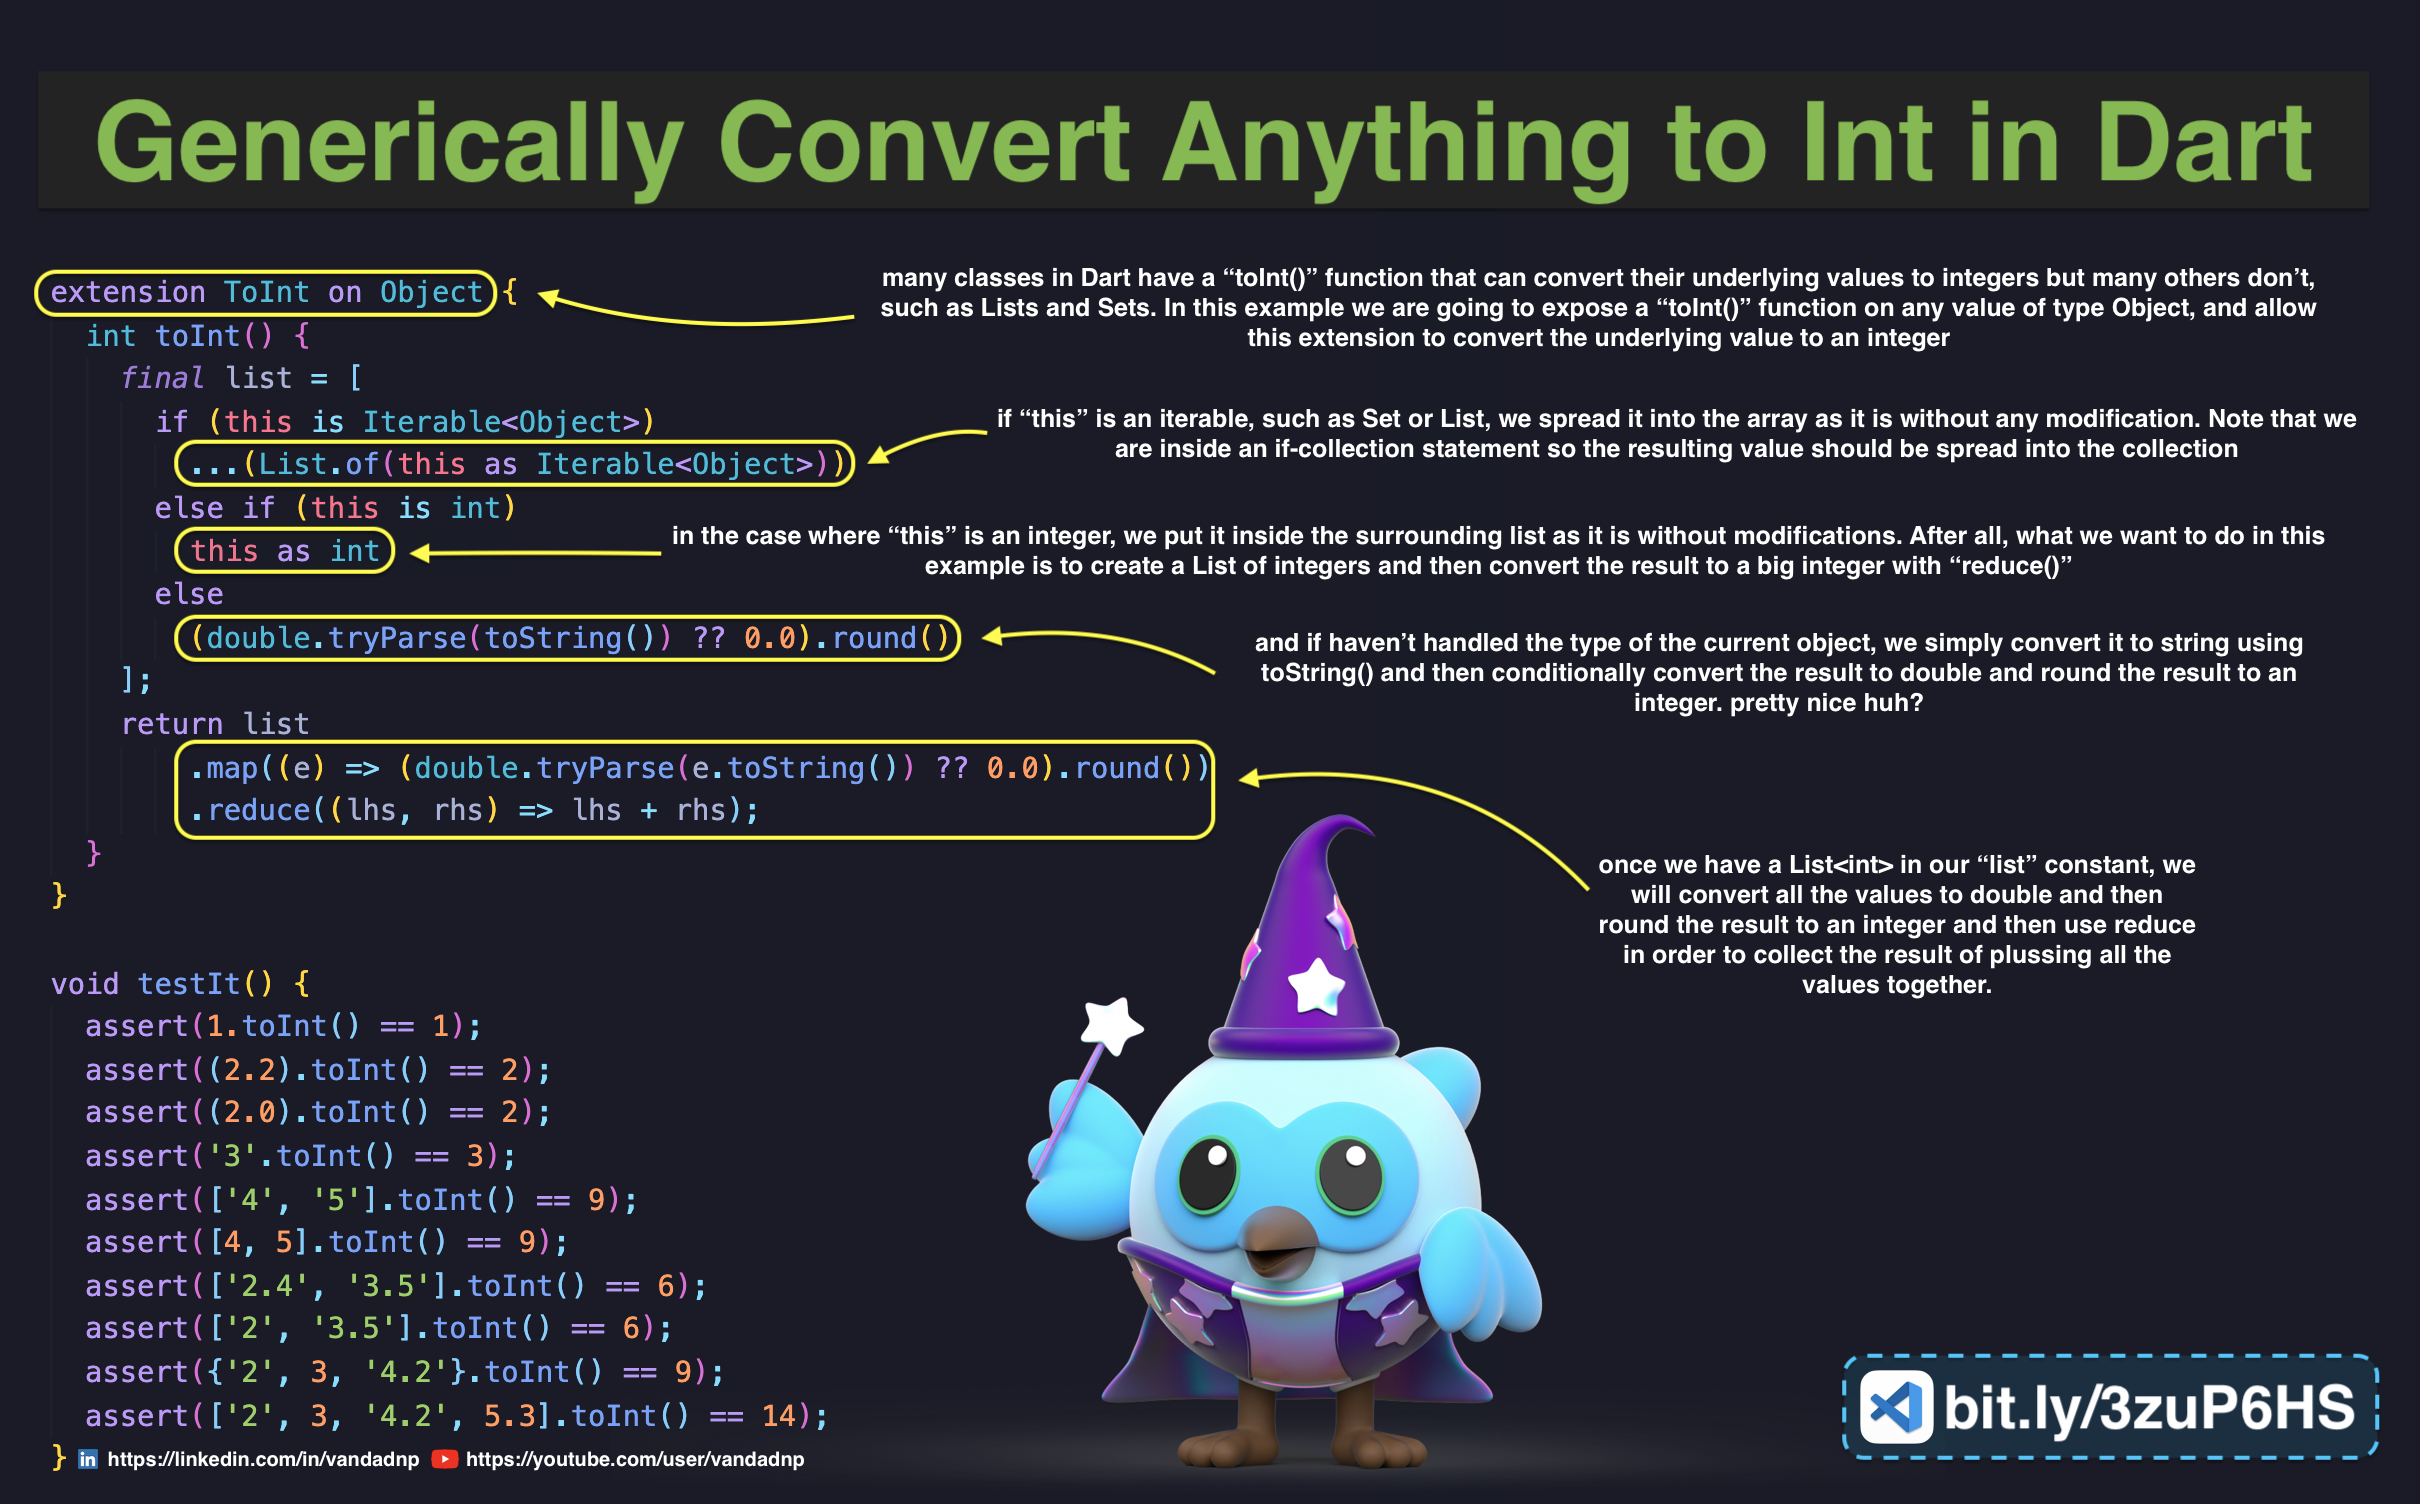 Generically Convert Anything to Int in Dart
extension ToInt on Object {
  int toInt() {
    final list = [
      if (this is Iterable<Object>)
        ...(List.of(this as Iterable<Object>))
      else if (this is int)
        this as int
      else
        (double.tryParse(toString()) ?? 0.0).round()
    ];
    return list
        .map((e) => (double.tryParse(e.toString()) ?? 0.0).round())
        .reduce((lhs, rhs) => lhs + rhs);
  }
}
many classes in Dart have a “toInt()” function that can convert their underlying values to integers but many others don’t,
such as Lists and Sets. In this example we are going to expose a “toInt()” function on any value of type Object, and allow
this extension to convert the underlying value to an integer
if “this” is an iterable, such as Set or List, we spread it into the array as it is without any modification. Note that we
are inside an if-collection statement so the resulting value should be spread into the collection
in the case where “this” is an integer, we put it inside the surrounding list as it is without modifications. After all, what we want to do in this
example is to create a List of integers and then convert the result to a big integer with “reduce()”
and if haven’t handled the type of the current object, we simply convert it to string using
toString() and then conditionally convert the result to double and round the result to an
integer. pretty nice huh?
once we have a List<int> in our “list” constant, we
will convert all the values to double and then
round the result to an integer and then use reduce
in order to collect the result of plussing all the
values together.
void testIt() {
  assert(1.toInt() == 1);
  assert((2.2).toInt() == 2);
  assert((2.0).toInt() == 2);
  assert('3'.toInt() == 3);
  assert(['4', '5'].toInt() == 9);
  assert([4, 5].toInt() == 9);
  assert(['2.4', '3.5'].toInt() == 6);
  assert(['2', '3.5'].toInt() == 6);
  assert({'2', 3, '4.2'}.toInt() == 9);
  assert(['2', 3, '4.2', 5.3].toInt() == 14);
}
https://linkedin.com/in/vandadnp https://youtube.com/user/vandadnp
bit.ly/3zuP6HS